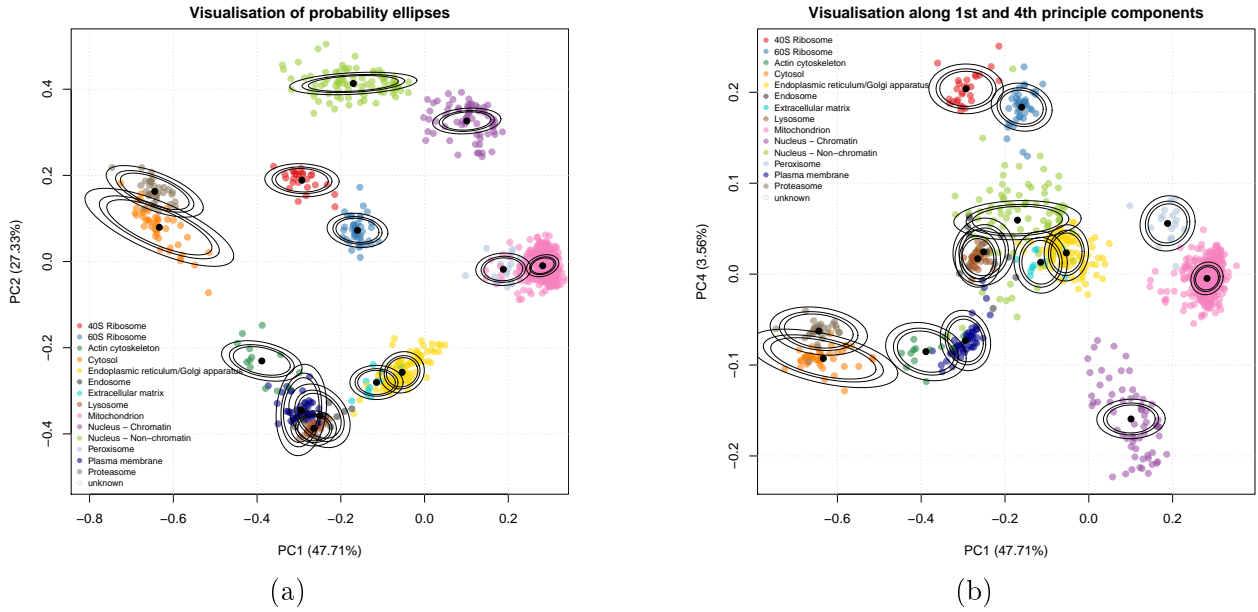 Visualisation of probability ellipses
PC2 (27.33%)
0.4
0.2
0.0
−0.2
−0.4
40S Ribosome
60S Ribosome
Actin cytoskeleton
Cytosol
Endoplasmic reticulum/Golgi apparatus
Endosome
Extracellular matrix
Lysosome
Mitochondrion
Nucleus − Chromatin
Nucleus − Non−chromatin
Peroxisome
Plasma membrane
Proteasome
unknown
−0.8 −0.6 −0.4 −0.2 0.0 0.2
PC1 (47.71%)
(a)
Visualisation along 1st and 4th principle components
PC4 (3.56%)
0.2
0.1
0.0
−0.1
−0.2
40S Ribosome
60S Ribosome
Actin cytoskeleton
Cytosol
Endoplasmic reticulum/Golgi apparatus
Endosome
Extracellular matrix
Lysosome
Mitochondrion
Nucleus − Chromatin
Nucleus − Non−chromatin
Peroxisome
Plasma membrane
Proteasome
unknown
−0.6 −0.4 −0.2 0.0 0.2
PC1 (47.71%)
(b)